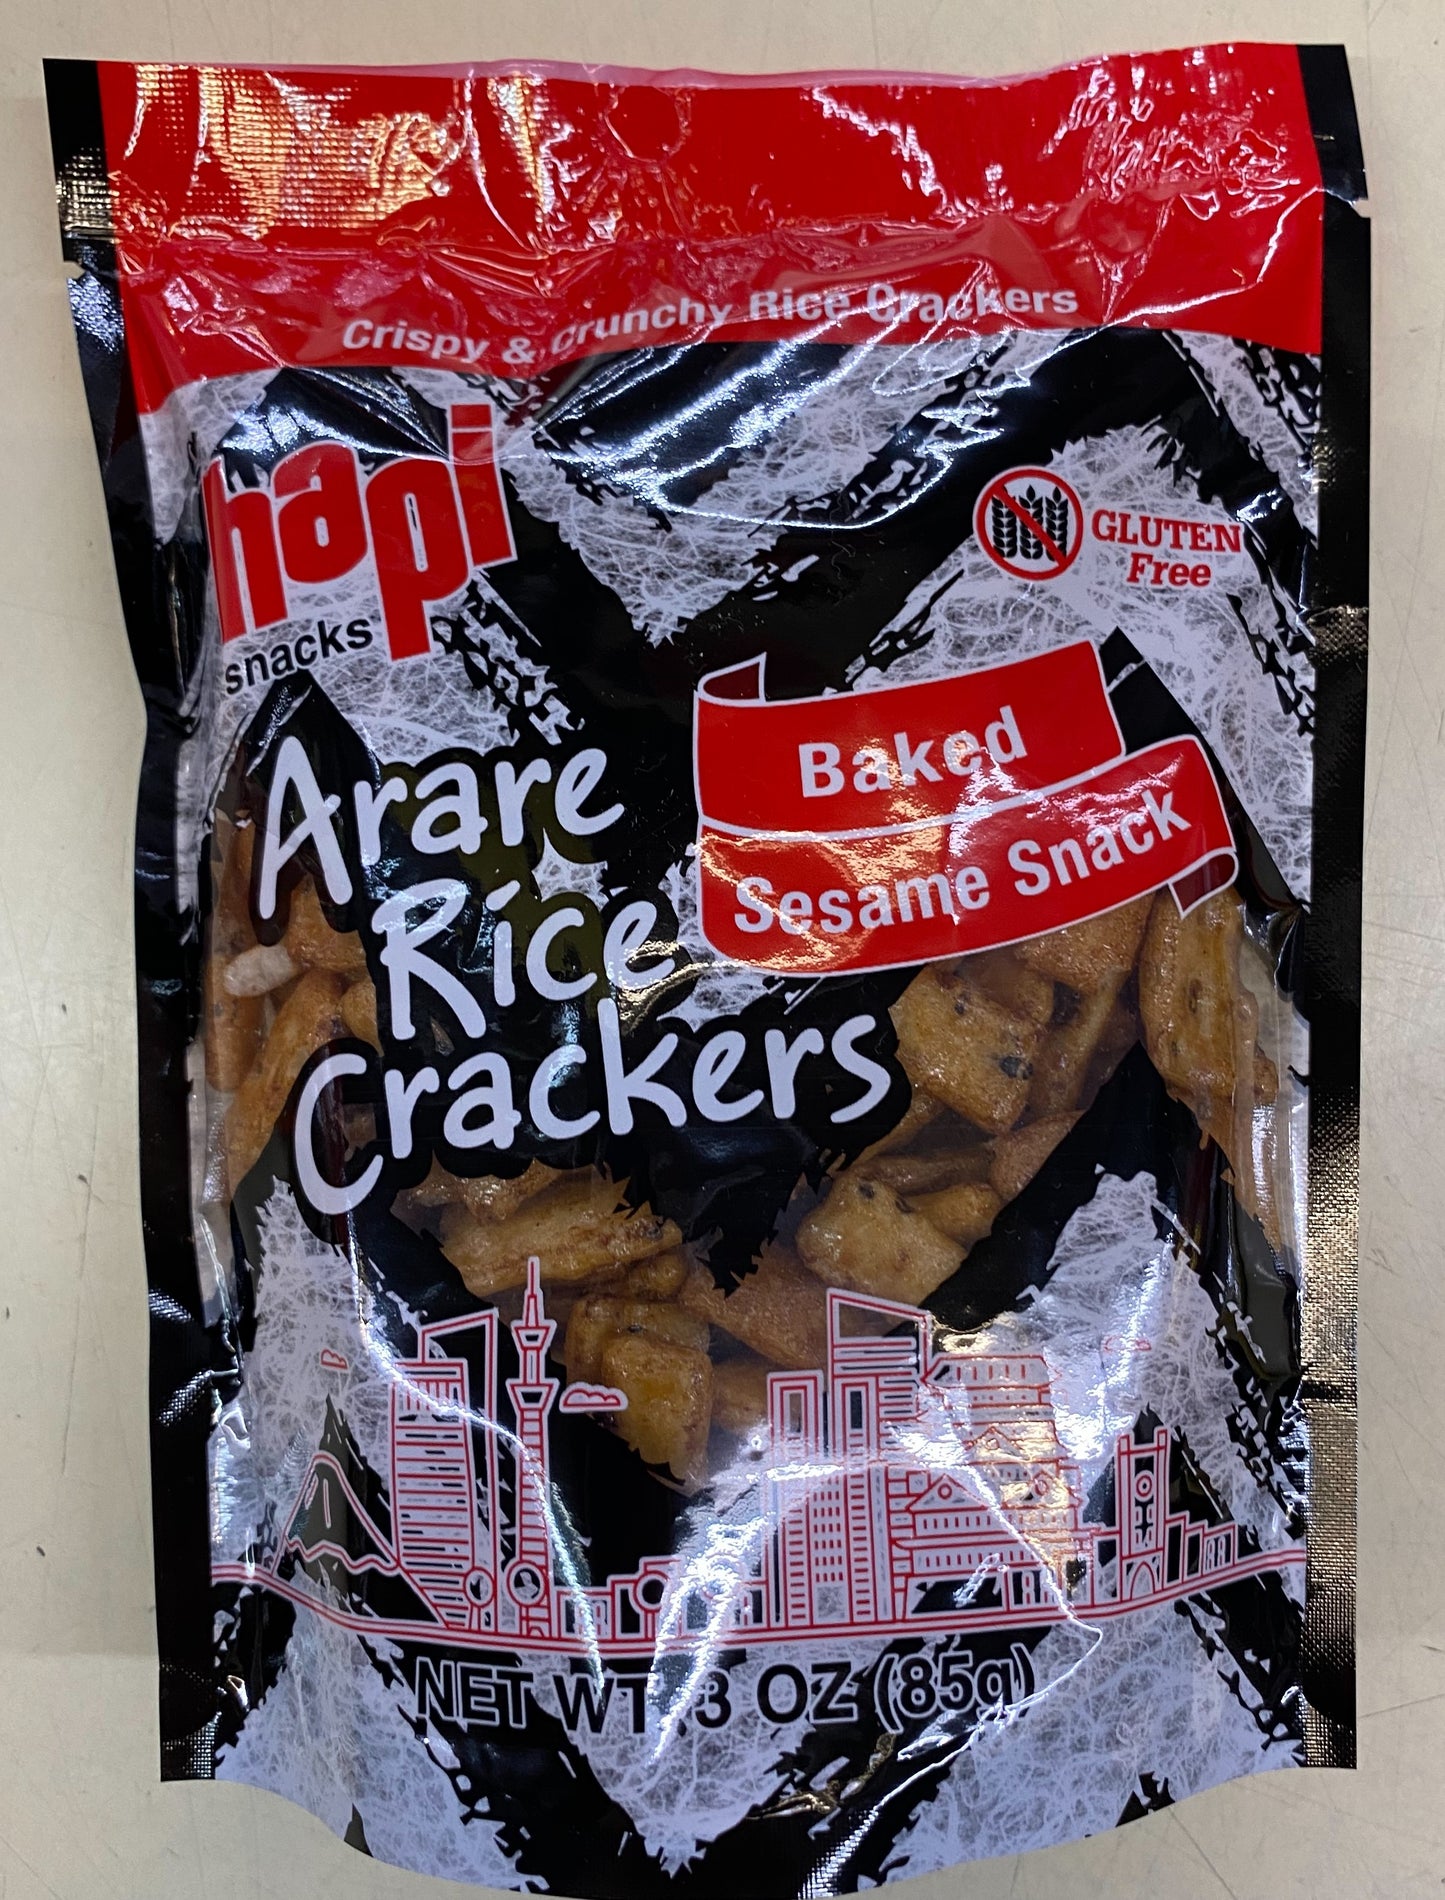 Crispy & Crunchy Rice Crackers
hapi
snacks
GLUTEN
Free
Baked
Sesame Snack
Arare
Rice
Crackers
NET WT. 3 OZ (85g)